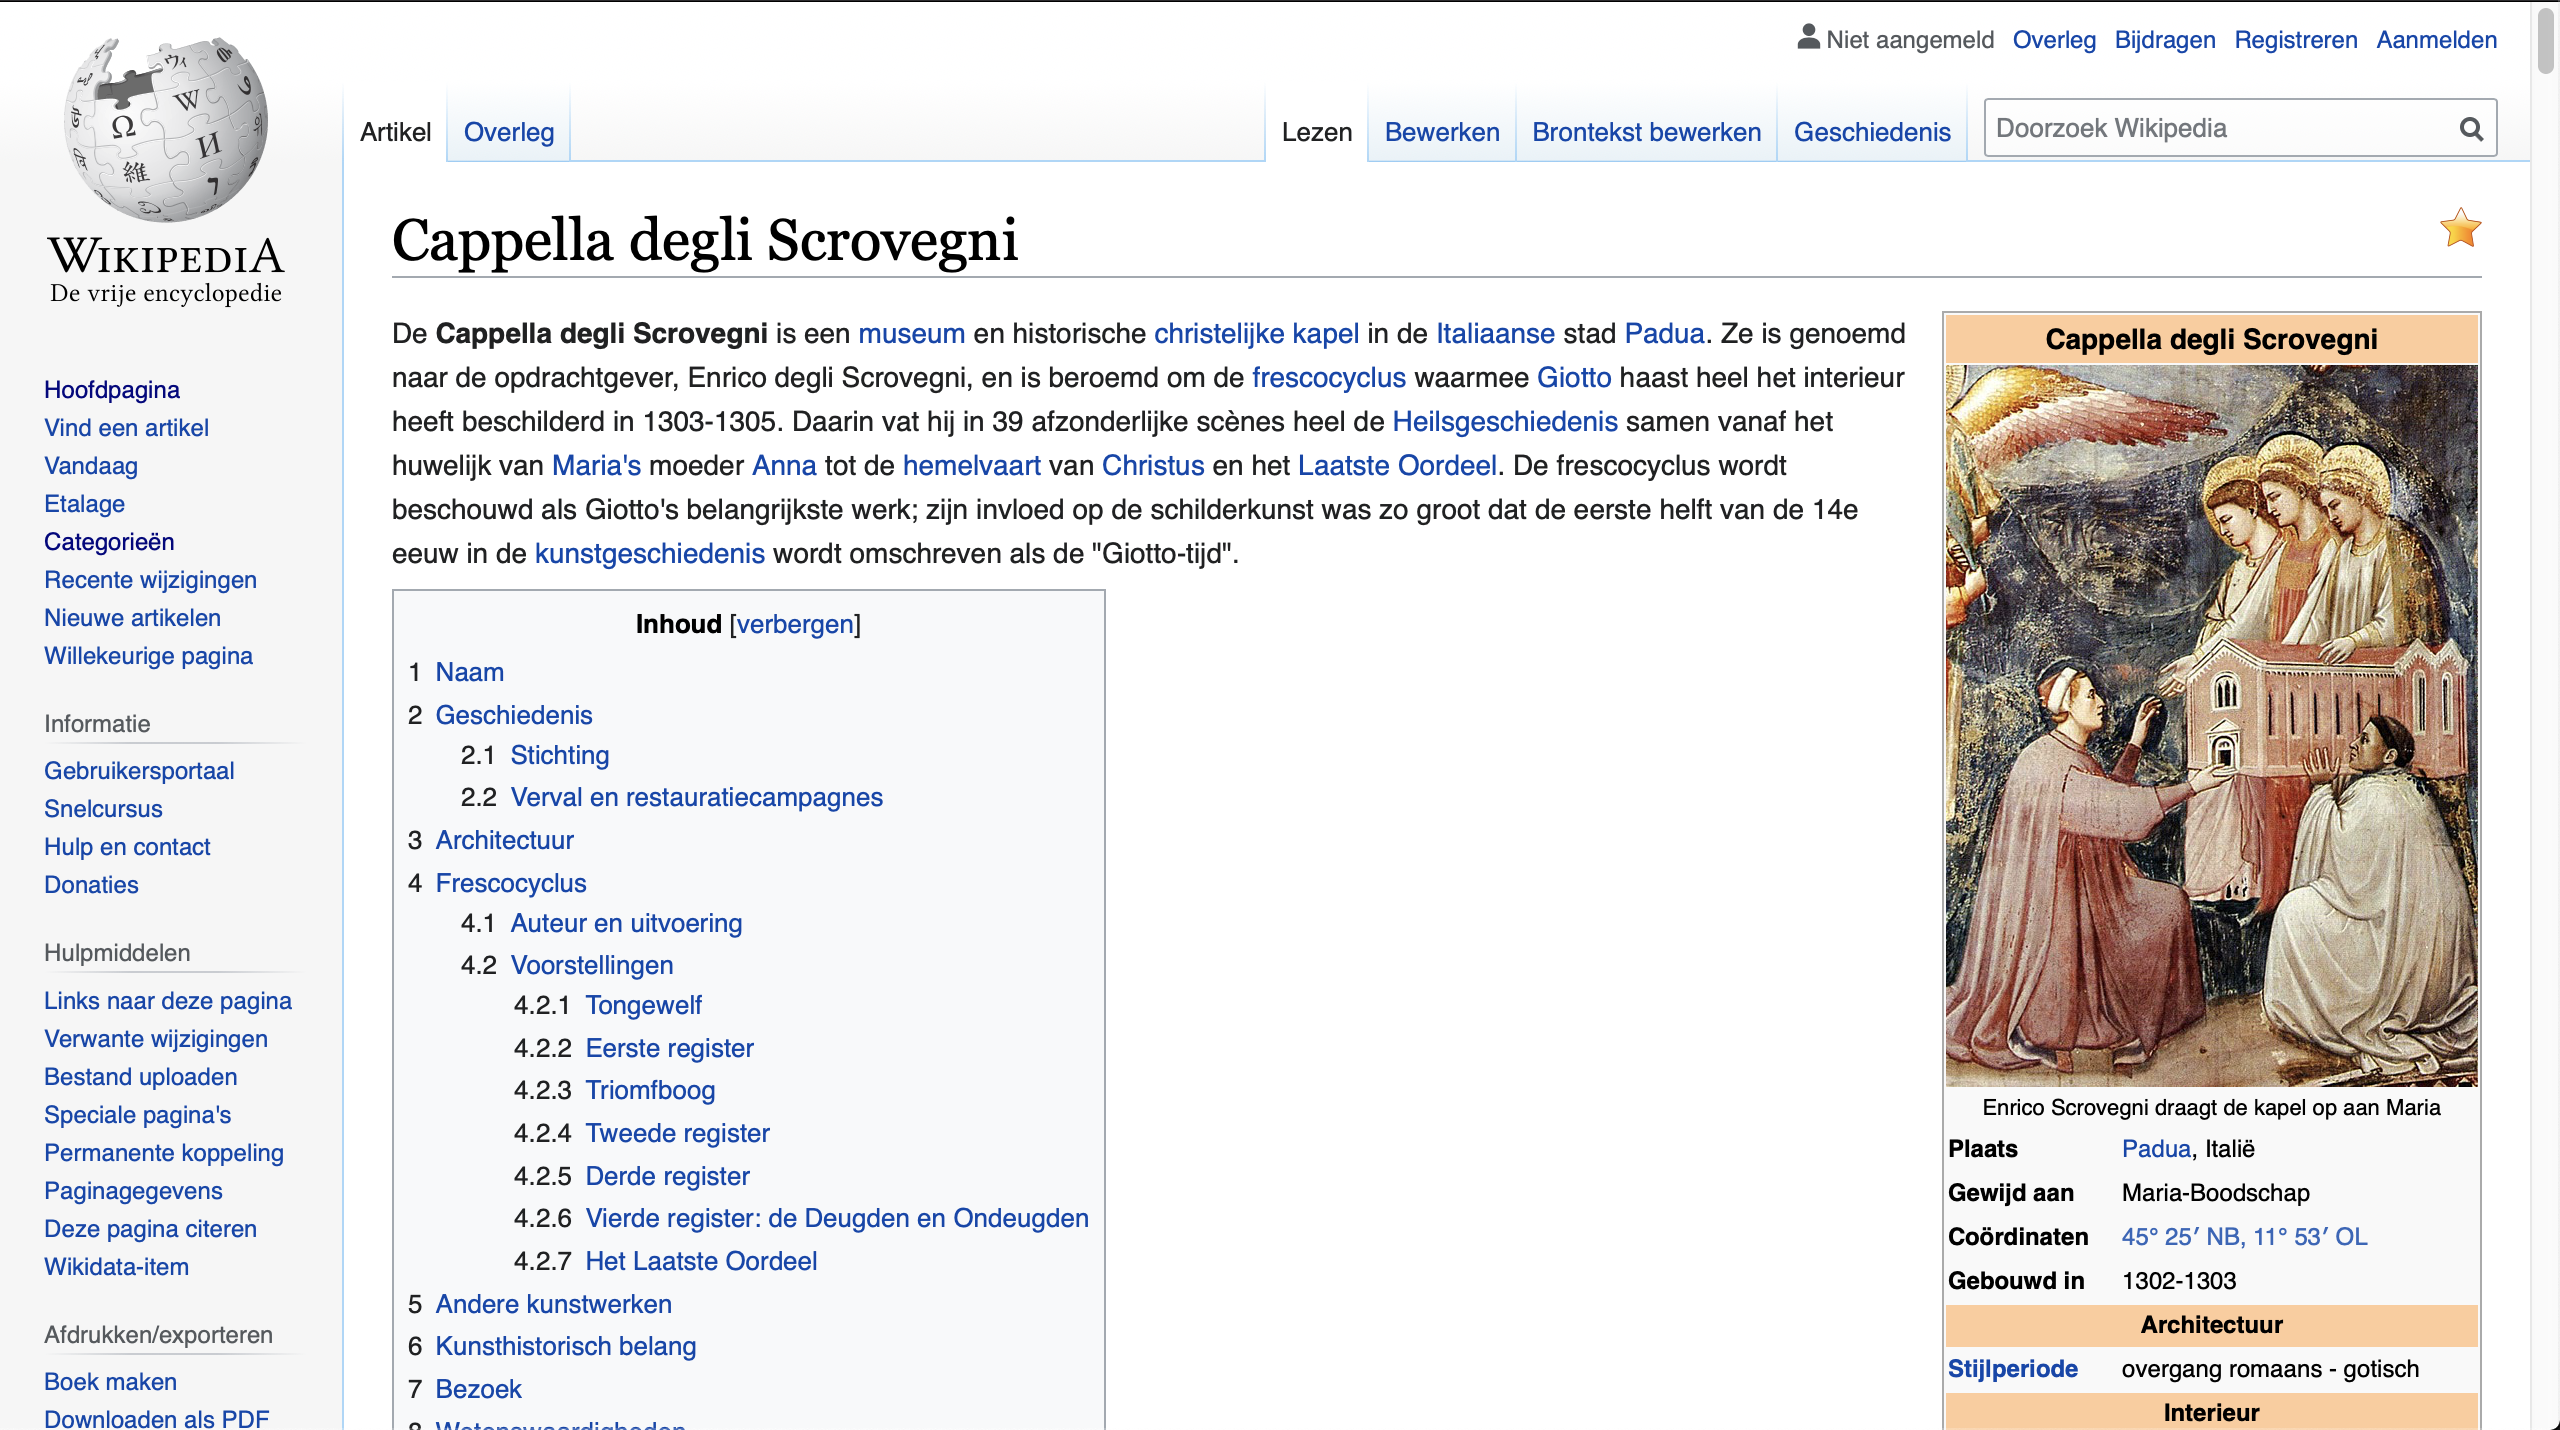 Niet aangemeld Overleg Bijdragen Registreren Aanmelden
Artikel Overleg Lezen Bewerken Brontekst bewerken Geschiedenis Doorzoek Wikipedia
WIKIPEDIA
De vrije encyclopedie
Hoofdpagina
Vind een artikel
Vandaag
Etalage
Categorieën
Recente wijzigingen
Nieuwe artikelen
Willekeurige pagina
Informatie
Gebruikersportaal
Snelcursus
Hulp en contact
Donaties
Hulpmiddelen
Links naar deze pagina
Verwante wijzigingen
Bestand uploaden
Speciale pagina's
Permanente koppeling
Paginagegevens
Deze pagina citeren
Wikidata-item
Afdrukken/exporteren
Boek maken
Downloaden als PDF
Cappella degli Scrovegni
De Cappella degli Scrovegni is een museum en historische christelijke kapel in de Italiaanse stad Padua. Ze is genoemd
naar de opdrachtgever, Enrico degli Scrovegni, en is beroemd om de frescocyclus waarmee Giotto haast heel het interieur
heeft beschilderd in 1303-1305. Daarin vat hij in 39 afzonderlijke scènes heel de Heilsgeschiedenis samen vanaf het
huwelijk van Maria's moeder Anna tot de hemelvaart van Christus en het Laatste Oordeel. De frescocyclus wordt
beschouwd als Giotto's belangrijkste werk; zijn invloed op de schilderkunst was zo groot dat de eerste helft van de 14e
eeuw in de kunstgeschiedenis wordt omschreven als de "Giotto-tijd".
Inhoud [verbergen]
1 Naam
2 Geschiedenis
2.1 Stichting
2.2 Verval en restauratiecampagnes
3 Architectuur
4 Frescocyclus
4.1 Auteur en uitvoering
4.2 Voorstellingen
4.2.1 Tongewelf
4.2.2 Eerste register
4.2.3 Triomfboog
4.2.4 Tweede register
4.2.5 Derde register
4.2.6 Vierde register: de Deugden en Ondeugden
4.2.7 Het Laatste Oordeel
5 Andere kunstwerken
6 Kunsthistorisch belang
7 Bezoek
8 Wetenswaardigheden
Cappella degli Scrovegni
Enrico Scrovegni draagt de kapel op aan Maria
Plaats Padua, Italië
Gewijd aan Maria-Boodschap
Coördinaten 45° 25′ NB, 11° 53′ OL
Gebouwd in 1302-1303
Architectuur
Stijlperiode overgang romaans - gotisch
Interieur